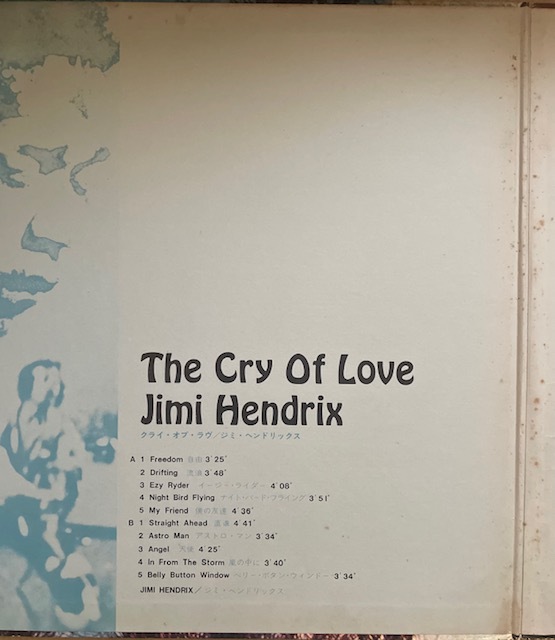 The Cry Of Love
Jimi Hendrix
クライ・オブ・ラヴ/ジミ・ヘンドリックス
A 1 Freedom 自由 3′25″
2 Drifting 流浪 3′48″
3 Ezy Ryder イージー・ライダー 4′08″
4 Night Bird Flying ナイト・バード・フライング 3′51″
5 My Friend 僕の友達 4′36″
B 1 Straight Ahead 直進 4′41″
2 Astro Man アストロ・マン 3′34″
3 Angel 天使 4′25″
4 In From The Storm 嵐の中に 3′40″
5 Belly Button Window ベリー・ボタン・ウィンドー 3′34″
JIMI HENDRIX/ジミ・ヘンドリックス